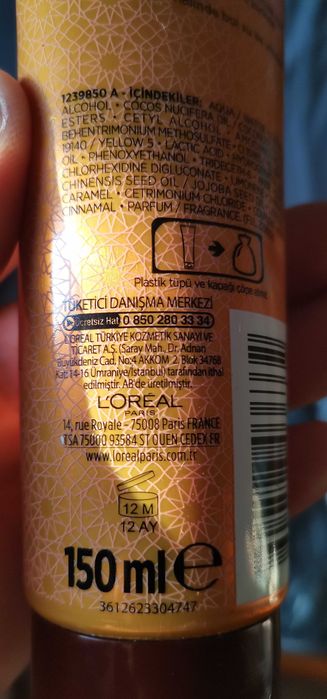 1239850 A • İÇİNDEKİLER: AQUA /
ALCOHOL • COCOS NUCIFERA OIL /
ESTERS • CETYL ALCOHOL •
BEHENTRIMONIUM METHOSULFATE •
19140 / YELLOW 5 • LACTIC ACID •
OIL • PHENOXYETHANOL •
CHLORHEXIDINE DIGLUCONATE •
CHINENSIS SEED OIL / JOJOBA
CARAMEL • CETRIMONIUM CHLORIDE •
CINNAMAL • PARFUM / FRAGRANCE.
Plastik tüpü ve kapağı çöpe
TÜKETİCİ DANIŞMA MERKEZİ
Ücretsiz Hat 0 850 280 33 34
L'ORÉAL TÜRKİYE KOZMETİK SANAYİ VE
TİCARET A.Ş. (Saray Mah. Dr. Adnan
Büyükdeniz Cad. No:4 AKKOM 2. Blok 34768
Kat: 14-16 Ümraniye/İstanbul) tarafından ithal
edilmiştir. AB'de üretilmiştir.
L'ORÉAL
PARIS
14, rue Royale - 75008 Paris FRANCE
TSA 75000 93584 ST OUEN CEDEX FR
www.lorealparis.com.tr
12 M
12 AY
150 ml e
3612623304747